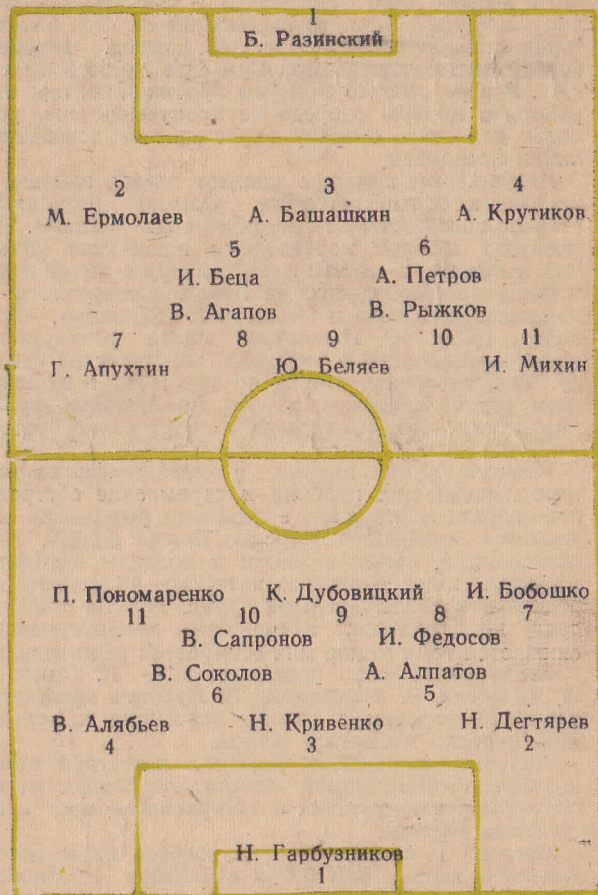 1
Б. Разинский
2 3 4
М. Ермолаев А. Башашкин А. Крутиков
5 6
И. Беца А. Петров
В. Агапов В. Рыжков
7 8 9 10 11
Г. Апухтин Ю. Беляев И. Михин
П. Пономаренко К. Дубовицкий И. Бобошко
11 10 9 8 7
В. Сапронов И. Федосов
В. Соколов А. Алпатов
6 5
В. Алябьев Н. Кривенко Н. Дегтярев
4 3 2
Н. Гарбузников
1